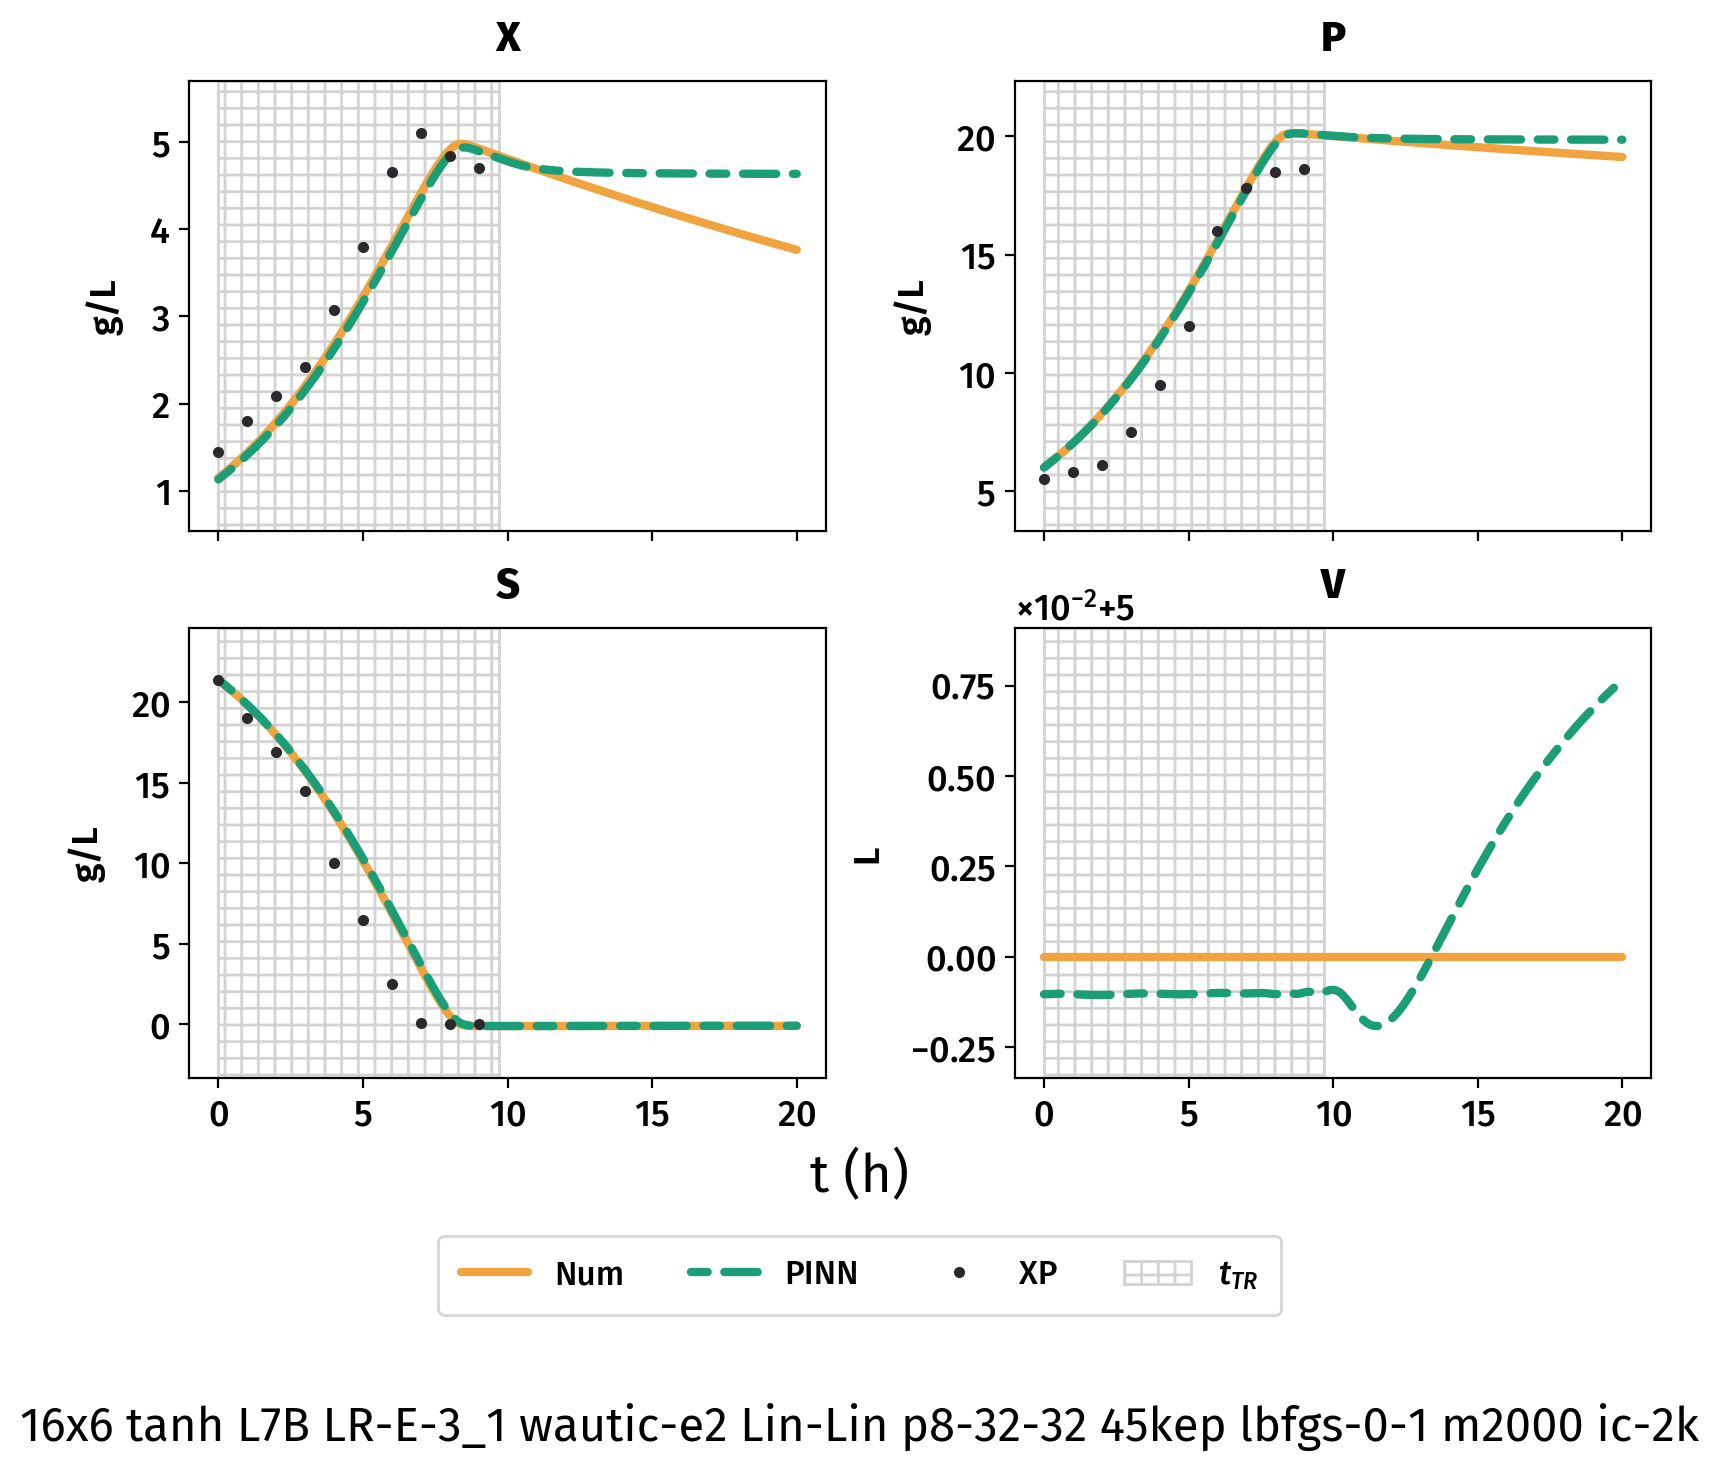 X
P
5
4
3
2
1
g/L
20
15
10
5
g/L
S
V
×10⁻²+5
20
15
10
5
0
g/L
0.75
0.50
0.25
0.00
−0.25
L
0 5 10 15 20
0 5 10 15 20
t (h)
Num PINN XP t_TR
16x6 tanh L7B LR-E-3_1 wautic-e2 Lin-Lin p8-32-32 45kep lbfgs-0-1 m2000 ic-2k